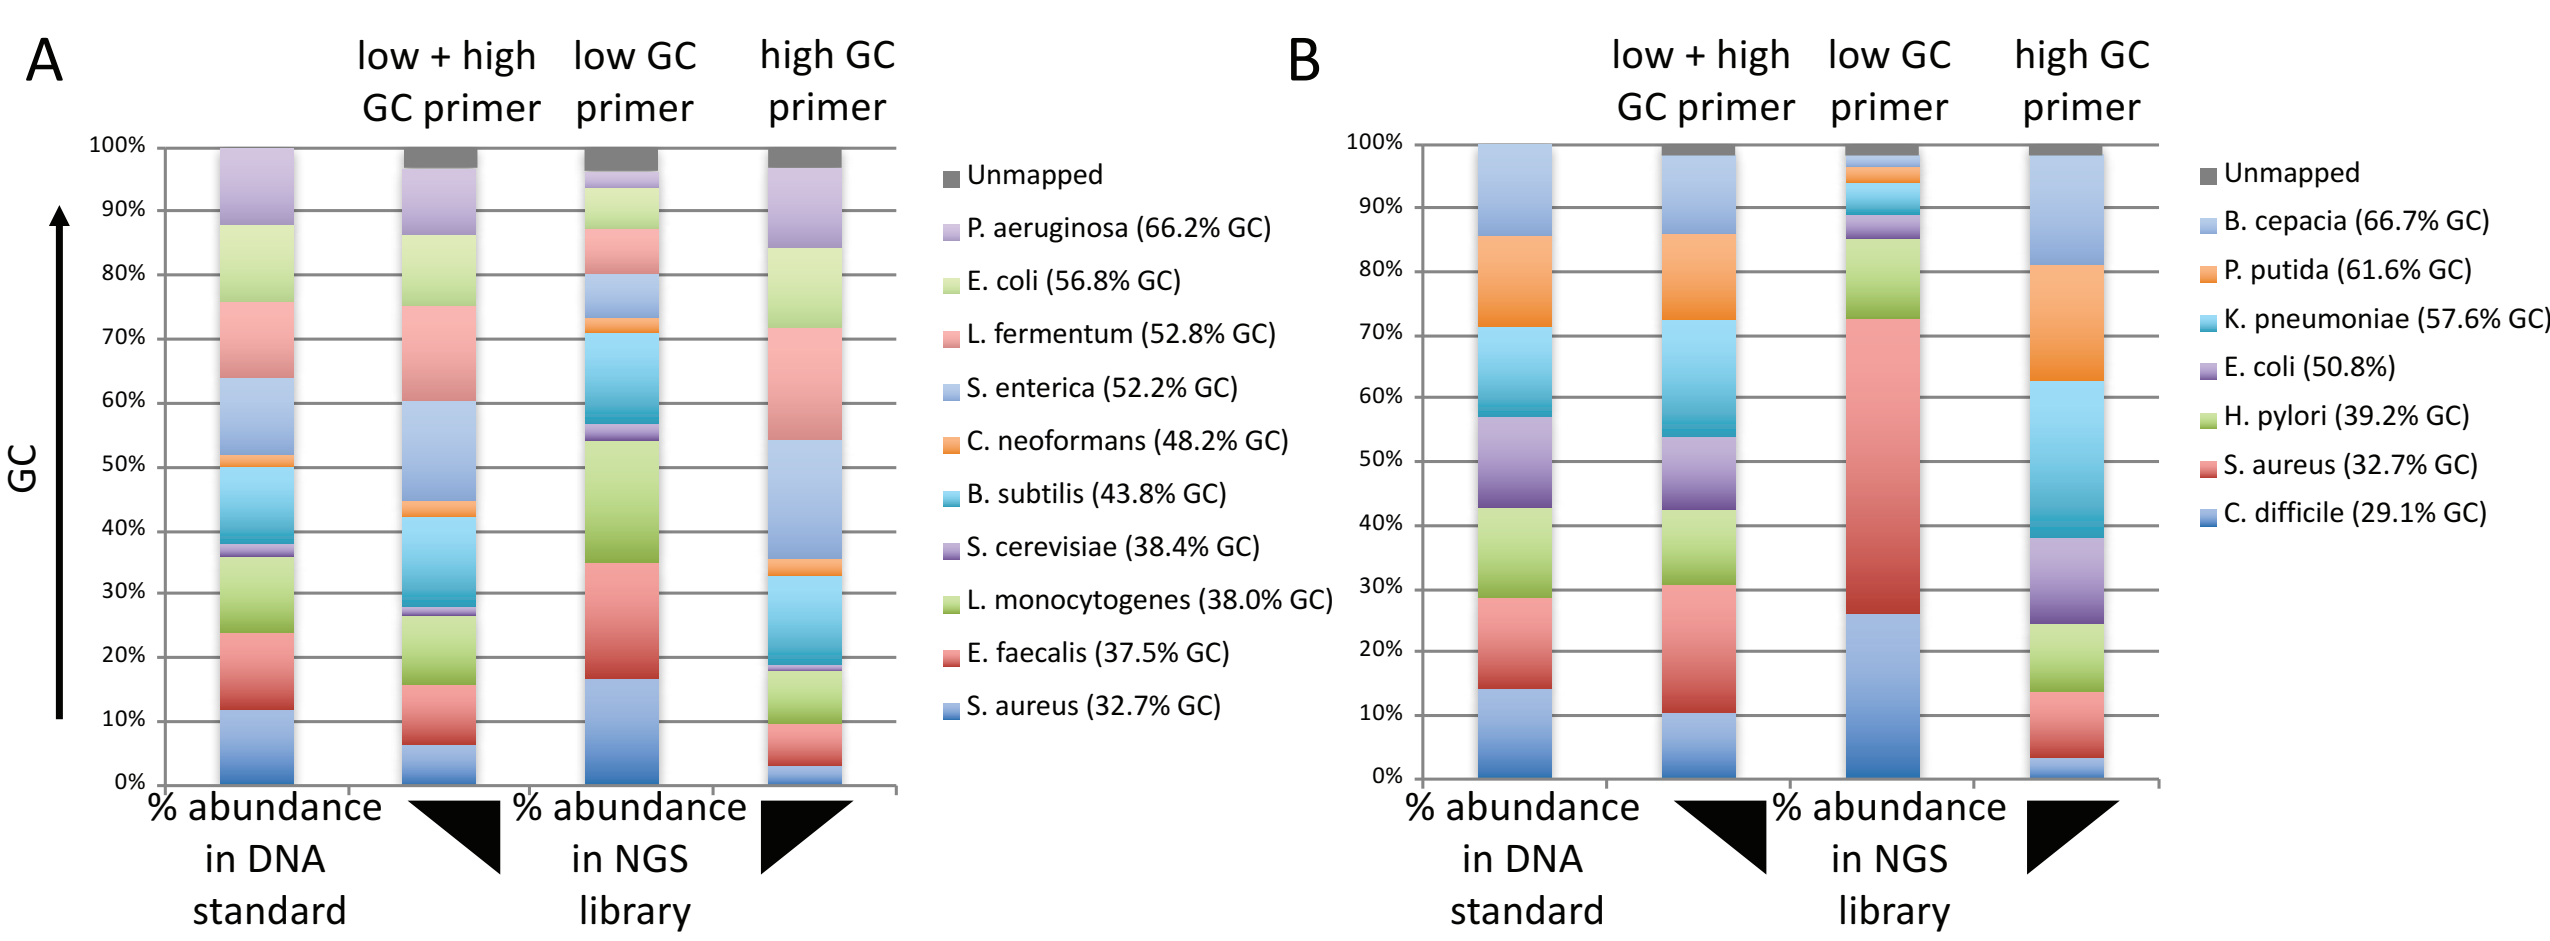 A
low + high
GC primer
low GC
primer
high GC
primer
GC
100%
90%
80%
70%
60%
50%
40%
30%
20%
10%
0%
% abundance
in DNA
standard
% abundance
in NGS
library
Unmapped
P. aeruginosa (66.2% GC)
E. coli (56.8% GC)
L. fermentum (52.8% GC)
S. enterica (52.2% GC)
C. neoformans (48.2% GC)
B. subtilis (43.8% GC)
S. cerevisiae (38.4% GC)
L. monocytogenes (38.0% GC)
E. faecalis (37.5% GC)
S. aureus (32.7% GC)
B
low + high
GC primer
low GC
primer
high GC
primer
100%
90%
80%
70%
60%
50%
40%
30%
20%
10%
0%
% abundance
in DNA
standard
% abundance
in NGS
library
Unmapped
B. cepacia (66.7% GC)
P. putida (61.6% GC)
K. pneumoniae (57.6% GC)
E. coli (50.8%)
H. pylori (39.2% GC)
S. aureus (32.7% GC)
C. difficile (29.1% GC)